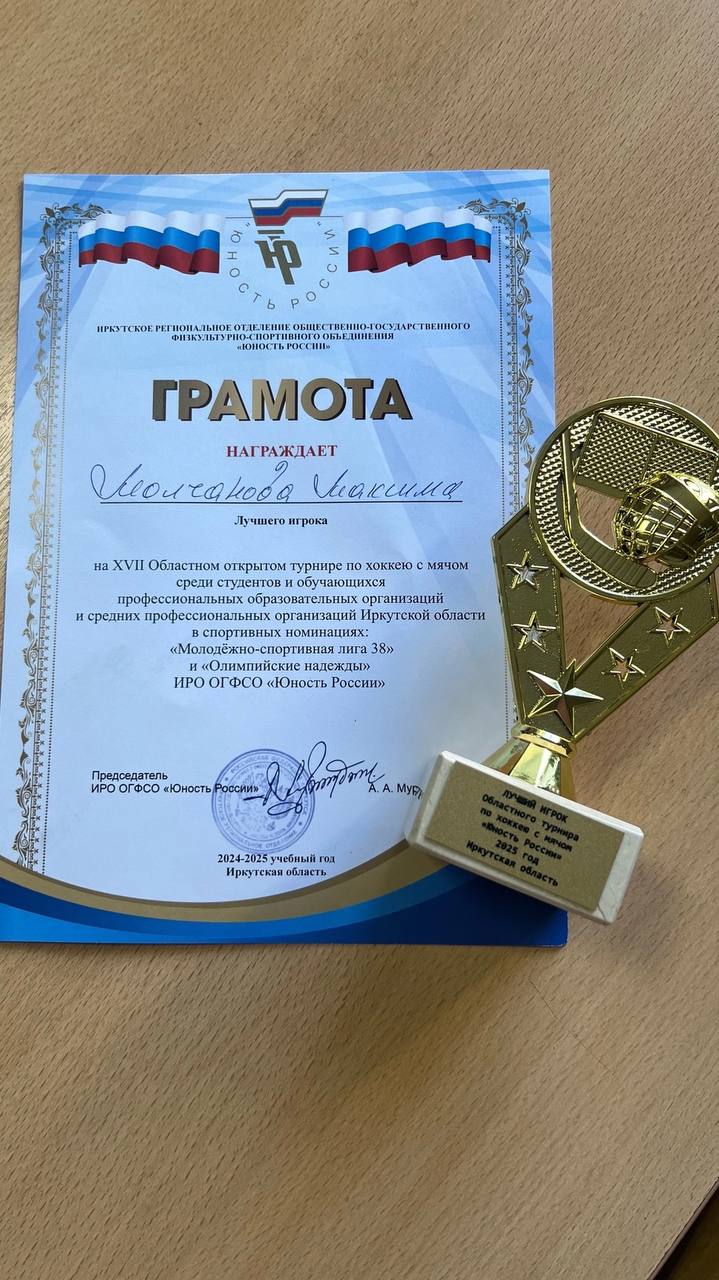 ЮНОСТЬ РОССИИ
ЮР
ИРКУТСКОЕ РЕГИОНАЛЬНОЕ ОТДЕЛЕНИЕ ОБЩЕСТВЕННО-ГОСУДАРСТВЕННОГО
ФИЗКУЛЬТУРНО-СПОРТИВНОГО ОБЪЕДИНЕНИЯ
«ЮНОСТЬ РОССИИ»
ГРАМОТА
НАГРАЖДАЕТ
Молчанова Максима
Лучшего игрока
на XVII Областном открытом турнире по хоккею с мячом
среди студентов и обучающихся
профессиональных образовательных организаций
и средних профессиональных организаций Иркутской области
в спортивных номинациях:
«Молодёжно-спортивная лига 38»
и «Олимпийские надежды»
ИРО ОГФСО «Юность России»
Председатель
ИРО ОГФСО «Юность России» А. А.
2024-2025 учебный год
Иркутская область
ЛУЧШИЙ ИГРОК
Областного турнира
по хоккею с мячом
«Юность России»
2025 год
Иркутская область